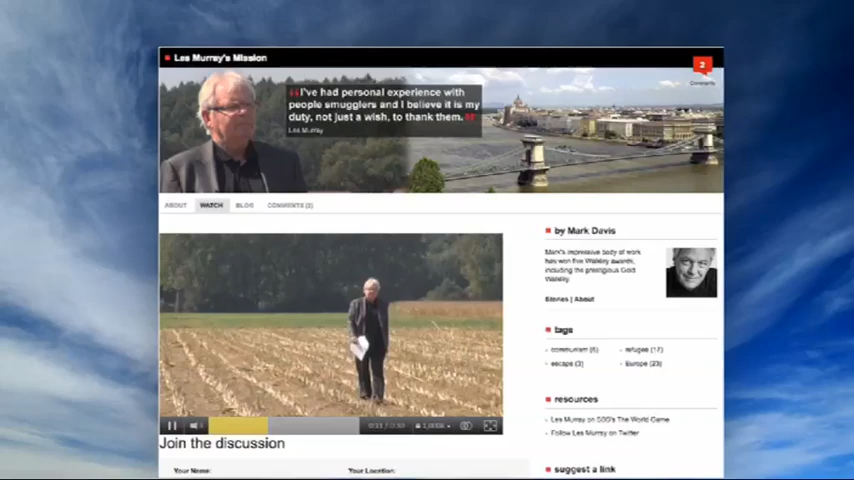 Les Murray's Mission
2
Comments
I've had personal experience with
people smugglers and I believe it is my
duty, not just a wish, to thank them.
Les Murray
ABOUT WATCH BLOG COMMENTS (2)
by Mark Davis
Mark's impressive body of work
has won five Walkley awards,
including the prestigious Gold
Walkley.
Stories | About
tags
communism (6) refugee (17)
escape (3) Europe (23)
resources
Les Murray on SBS's The World Game
Follow Les Murray on Twitter
Join the discussion
suggest a link
Your Name: Your Location: